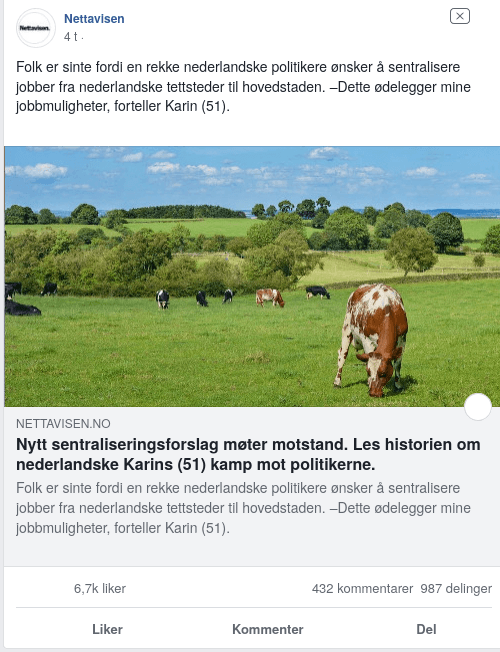 Nettavisen.
Nettavisen
4 t ·
Folk er sinte fordi en rekke nederlandske politikere ønsker å sentralisere
jobber fra nederlandske tettsteder til hovedstaden. –Dette ødelegger mine
jobbmuligheter, forteller Karin (51).
NETTAVISEN.NO
Nytt sentraliseringsforslag møter motstand. Les historien om
nederlandske Karins (51) kamp mot politikerne.
Folk er sinte fordi en rekke nederlandske politikere ønsker å sentralisere
jobber fra nederlandske tettsteder til hovedstaden. –Dette ødelegger mine
jobbmuligheter, forteller Karin (51).
6,7k liker 432 kommentarer 987 delinger
Liker Kommenter Del